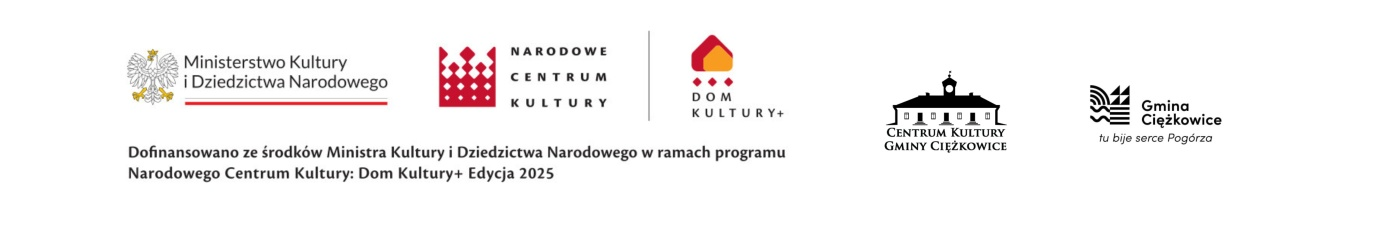 Ministerstwo Kultury
i Dziedzictwa Narodowego
NARODOWE
CENTRUM
KULTURY
DOM
KULTURY+
Dofinansowano ze środków Ministra Kultury i Dziedzictwa Narodowego w ramach programu
Narodowego Centrum Kultury: Dom Kultury+ Edycja 2025
CENTRUM KULTURY
GMINY CIĘŻKOWICE
Gmina
Ciężkowice
tu bije serce Pogórza